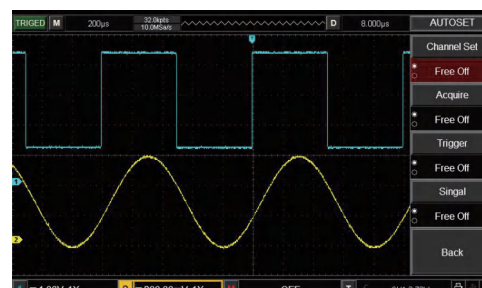 TRIGED M 200μs 32.0kpts D 8.000μs AUTOSET
10.0MSa/s
Channel Set
Free Off
Acquire
Free Off
Trigger
Free Off
Singal
Free Off
Back
1
2
OFF T